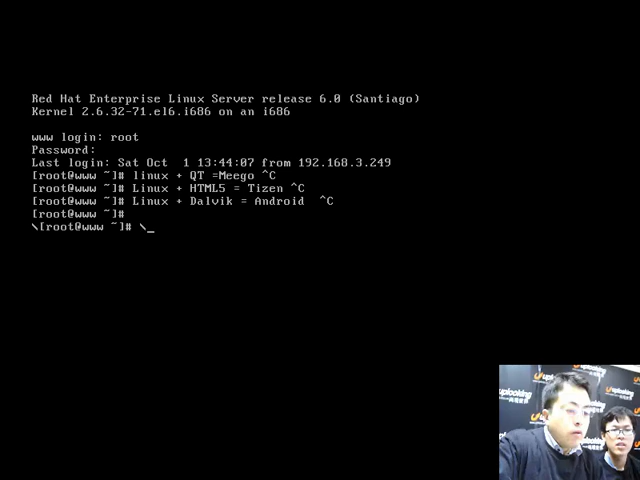 Red Hat Enterprise Linux Server release 6.0 (Santiago)
Kernel 2.6.32-71.el6.i686 on an i686
www login: root
Password:
Last login: Sat Oct  1 13:44:07 from 192.168.3.249
[root@www ~]# linux + QT =Meego ^C
[root@www ~]# Linux + HTML5 = Tizen ^C
[root@www ~]# Linux + Dalvik = Android  ^C
[root@www ~]#
\[root@www ~]# \_
uplooking
uplooking